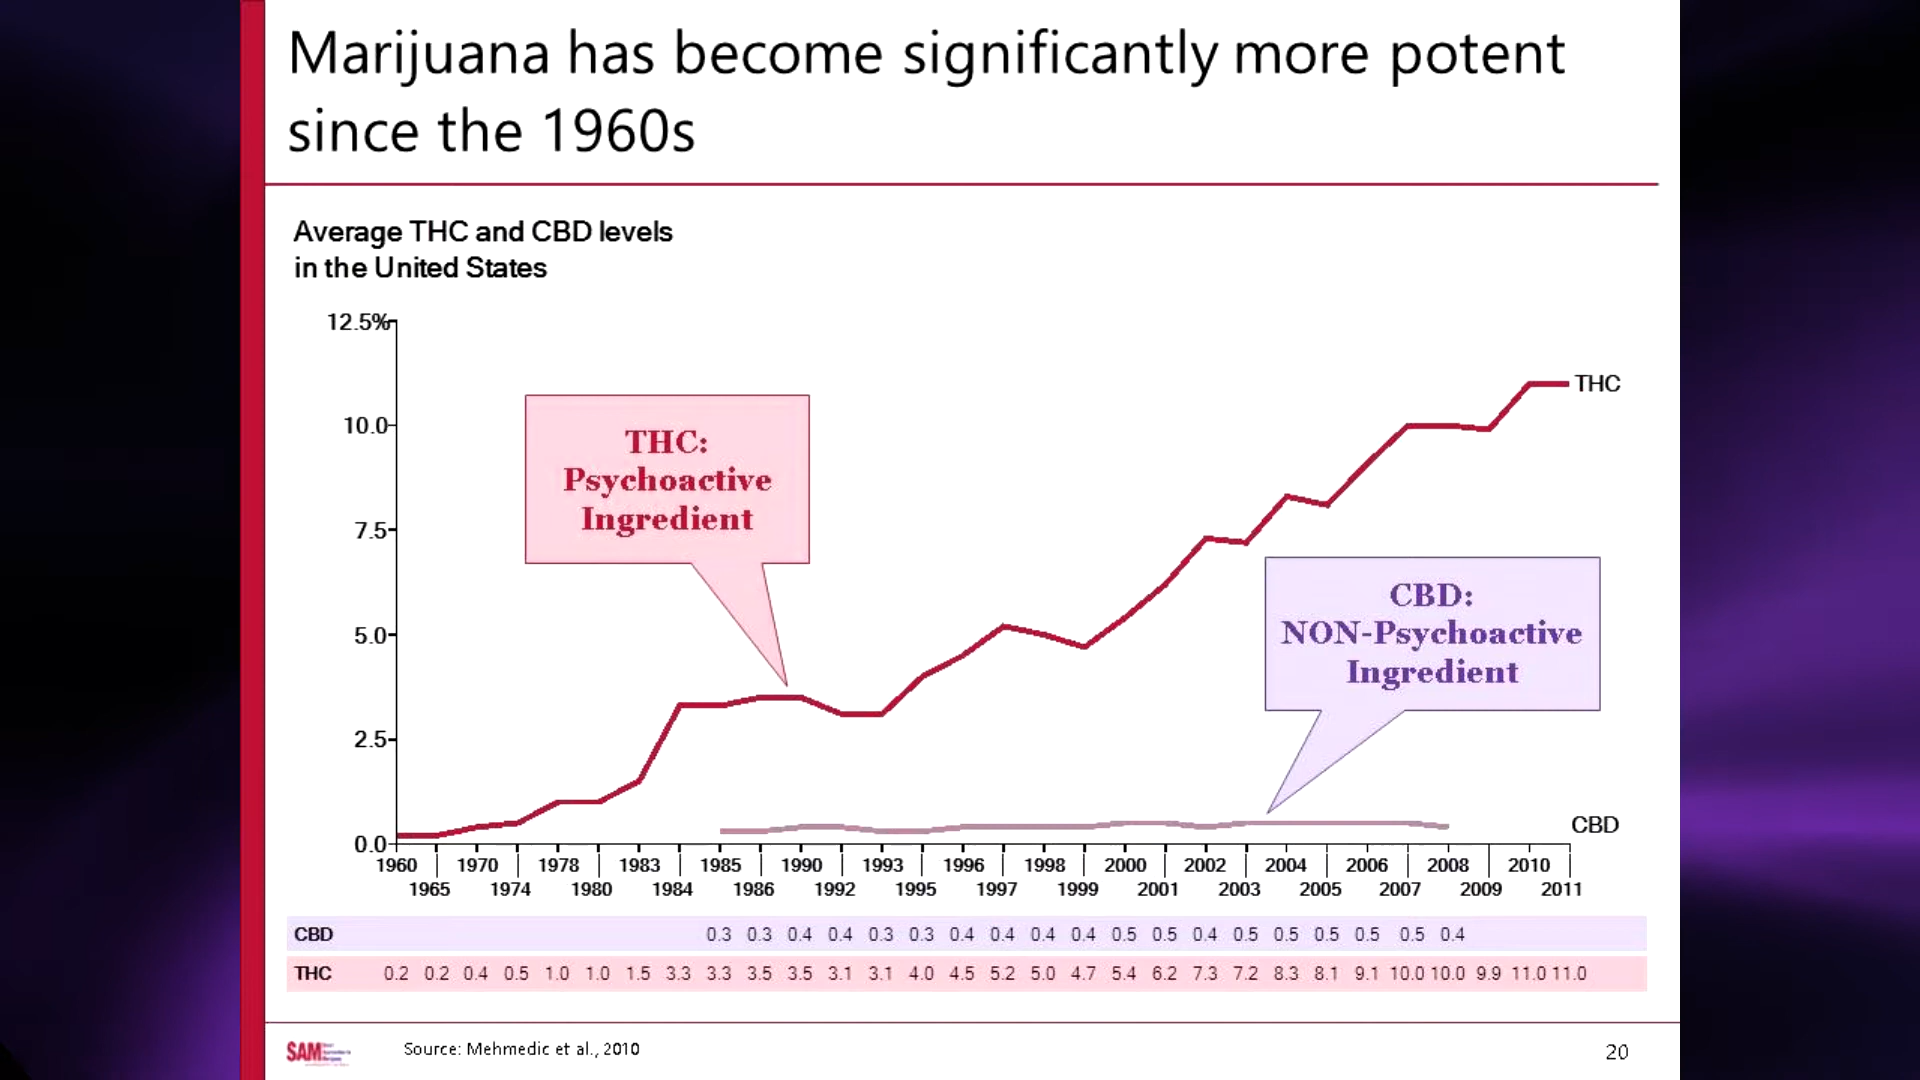 Marijuana has become significantly more potent
since the 1960s
Average THC and CBD levels
in the United States
12.5%
10.0
7.5
5.0
2.5
0.0
THC:
Psychoactive
Ingredient
THC
CBD:
NON-Psychoactive
Ingredient
CBD
1960 1970 1978 1983 1985 1990 1993 1996 1998 2000 2002 2004 2006 2008 2010
1965 1974 1980 1984 1986 1992 1995 1997 1999 2001 2003 2005 2007 2009 2011
CBD 0.3 0.3 0.4 0.4 0.3 0.3 0.4 0.4 0.4 0.4 0.5 0.5 0.4 0.5 0.5 0.5 0.5 0.5 0.4
THC 0.2 0.2 0.4 0.5 1.0 1.0 1.5 3.3 3.3 3.5 3.5 3.1 3.1 4.0 4.5 5.2 5.0 4.7 5.4 6.2 7.3 7.2 8.3 8.1 9.1 10.0 10.0 9.9 11.0 11.0
SAM
Source: Mehmedic et al., 2010
20